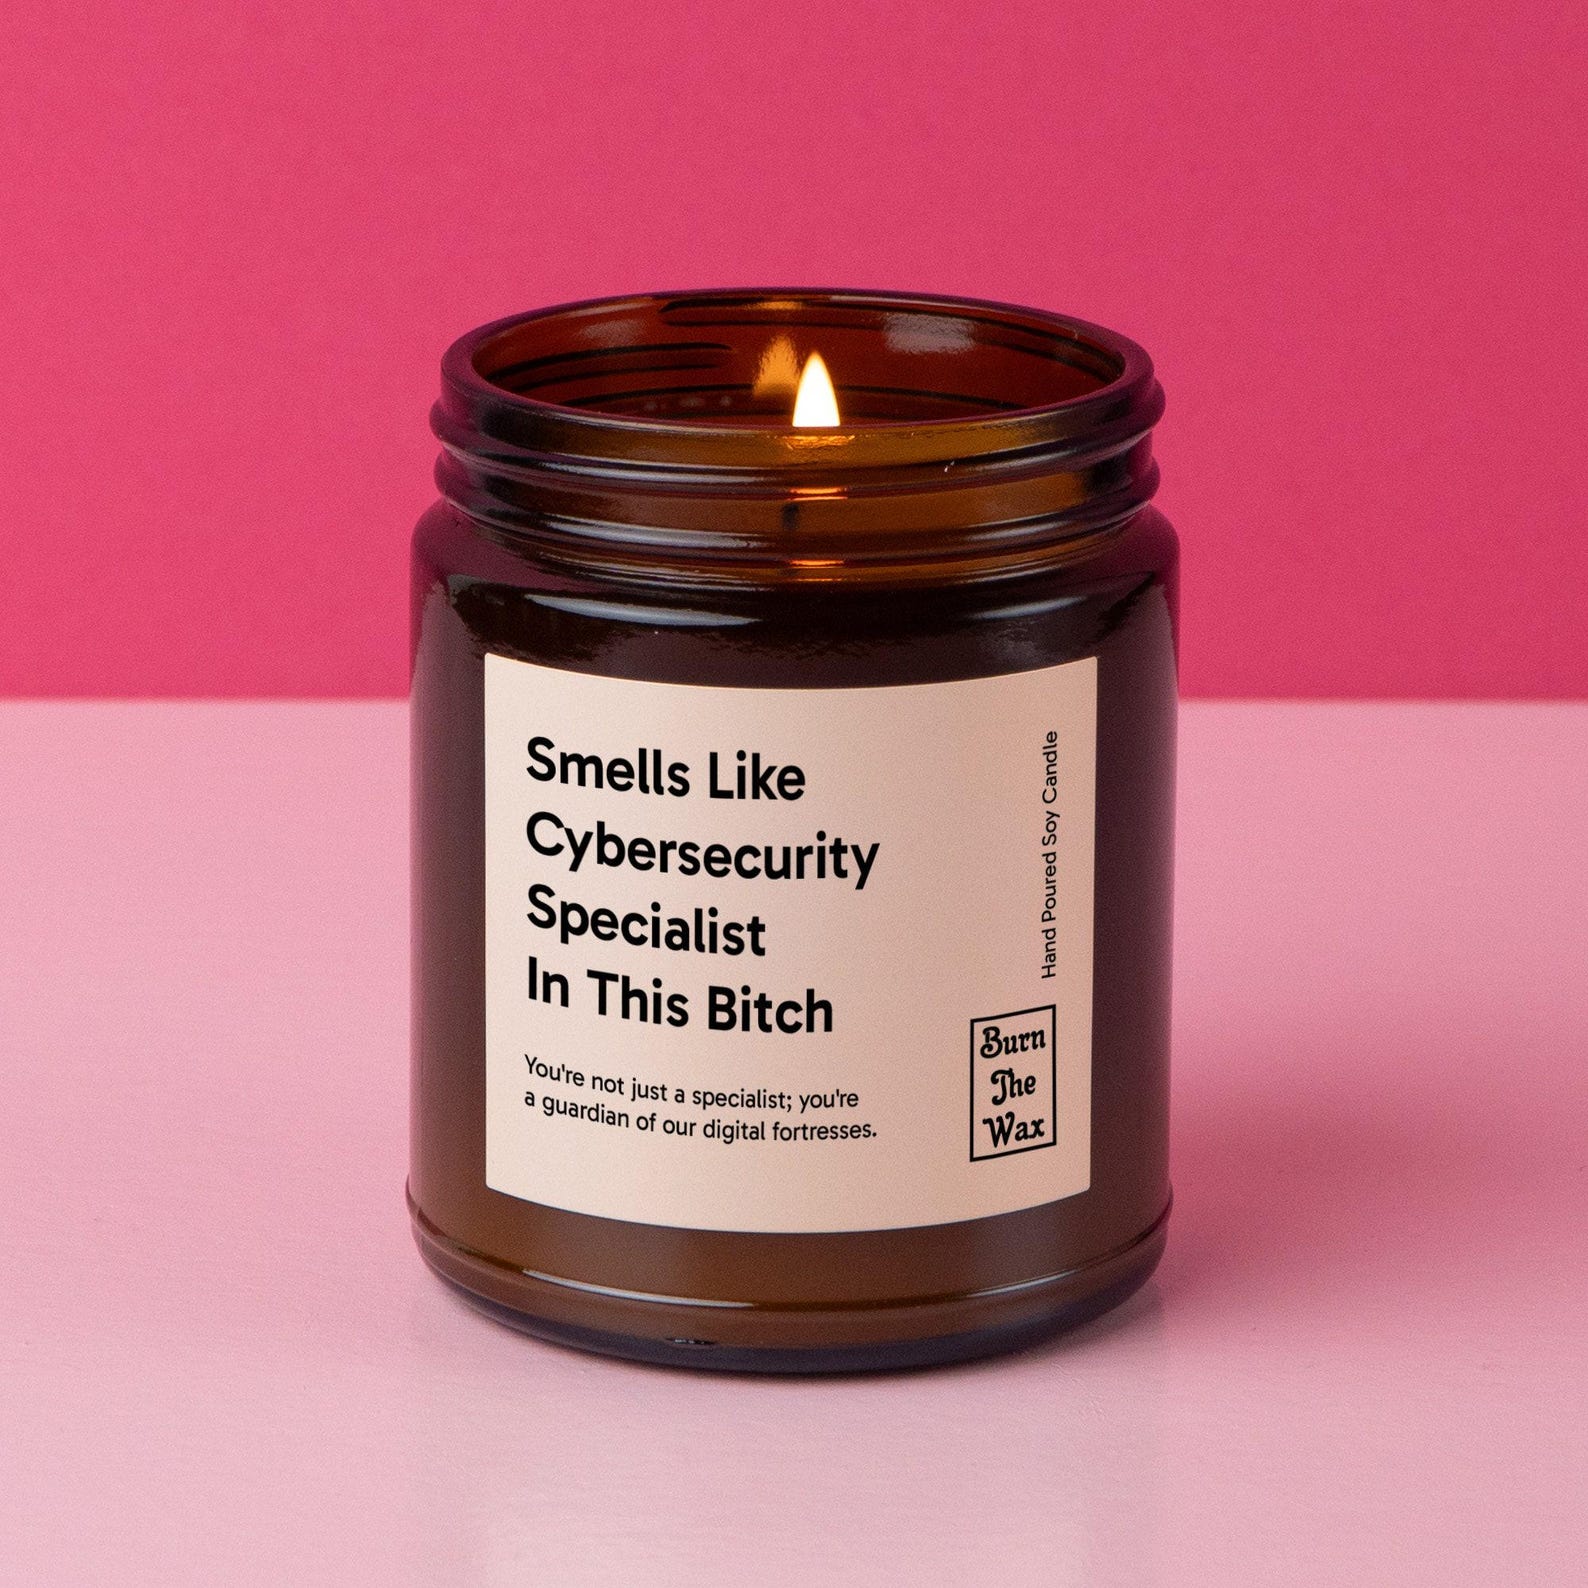 Smells Like
Cybersecurity
Specialist
In This Bitch
You're not just a specialist; you're
a guardian of our digital fortresses.
Hand Poured Soy Candle
Burn
The
Wax